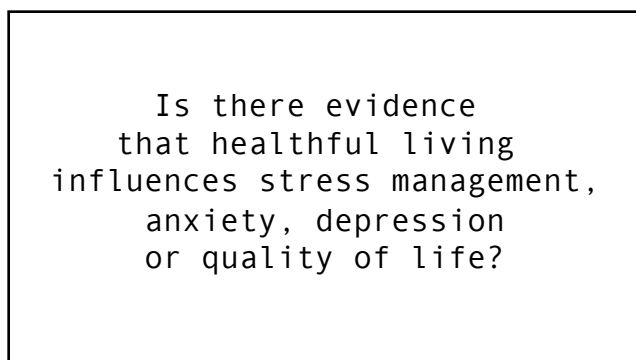 Is there evidence
that healthful living
influences stress management,
anxiety, depression
or quality of life?